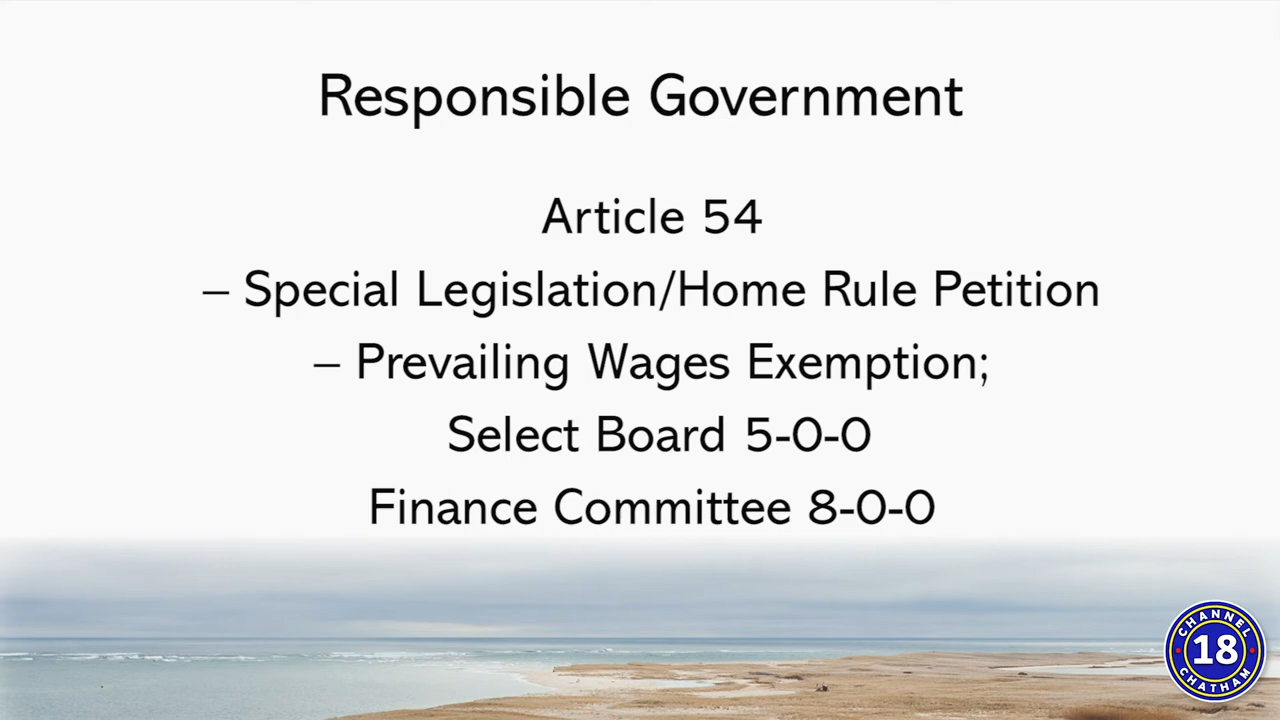 Responsible Government
Article 54
– Special Legislation/Home Rule Petition
– Prevailing Wages Exemption;
Select Board 5-0-0
Finance Committee 8-0-0
CHANNEL
18
CHATHAM